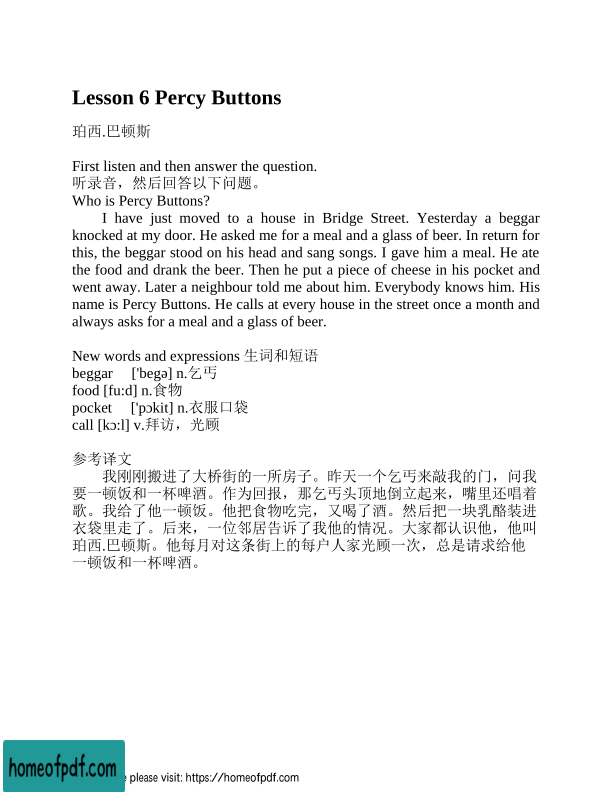 Lesson 6 Percy Buttons
珀西.巴顿斯
First listen and then answer the question.
听录音，然后回答以下问题。
Who is Percy Buttons?
I have just moved to a house in Bridge Street. Yesterday a beggar
knocked at my door. He asked me for a meal and a glass of beer. In return for
this, the beggar stood on his head and sang songs. I gave him a meal. He ate
the food and drank the beer. Then he put a piece of cheese in his pocket and
went away. Later a neighbour told me about him. Everybody knows him. His
name is Percy Buttons. He calls at every house in the street once a month and
always asks for a meal and a glass of beer.
New words and expressions 生词和短语
beggar ['begə] n.乞丐
food [fu:d] n.食物
pocket ['pɔkit] n.衣服口袋
call [kɔ:l] v.拜访，光顾
参考译文
我刚刚搬进了大桥街的一所房子。昨天一个乞丐来敲我的门，问我
要一顿饭和一杯啤酒。作为回报，那乞丐头顶地倒立起来，嘴里还唱着
歌。我给了他一顿饭。他把食物吃完，又喝了酒。然后把一块乳酪装进
衣袋里走了。后来，一位邻居告诉了我他的情况。大家都认识他，他叫
珀西.巴顿斯。他每月对这条街上的每户人家光顾一次，总是请求给他
一顿饭和一杯啤酒。
homeofpdf.com
please visit: https://homeofpdf.com